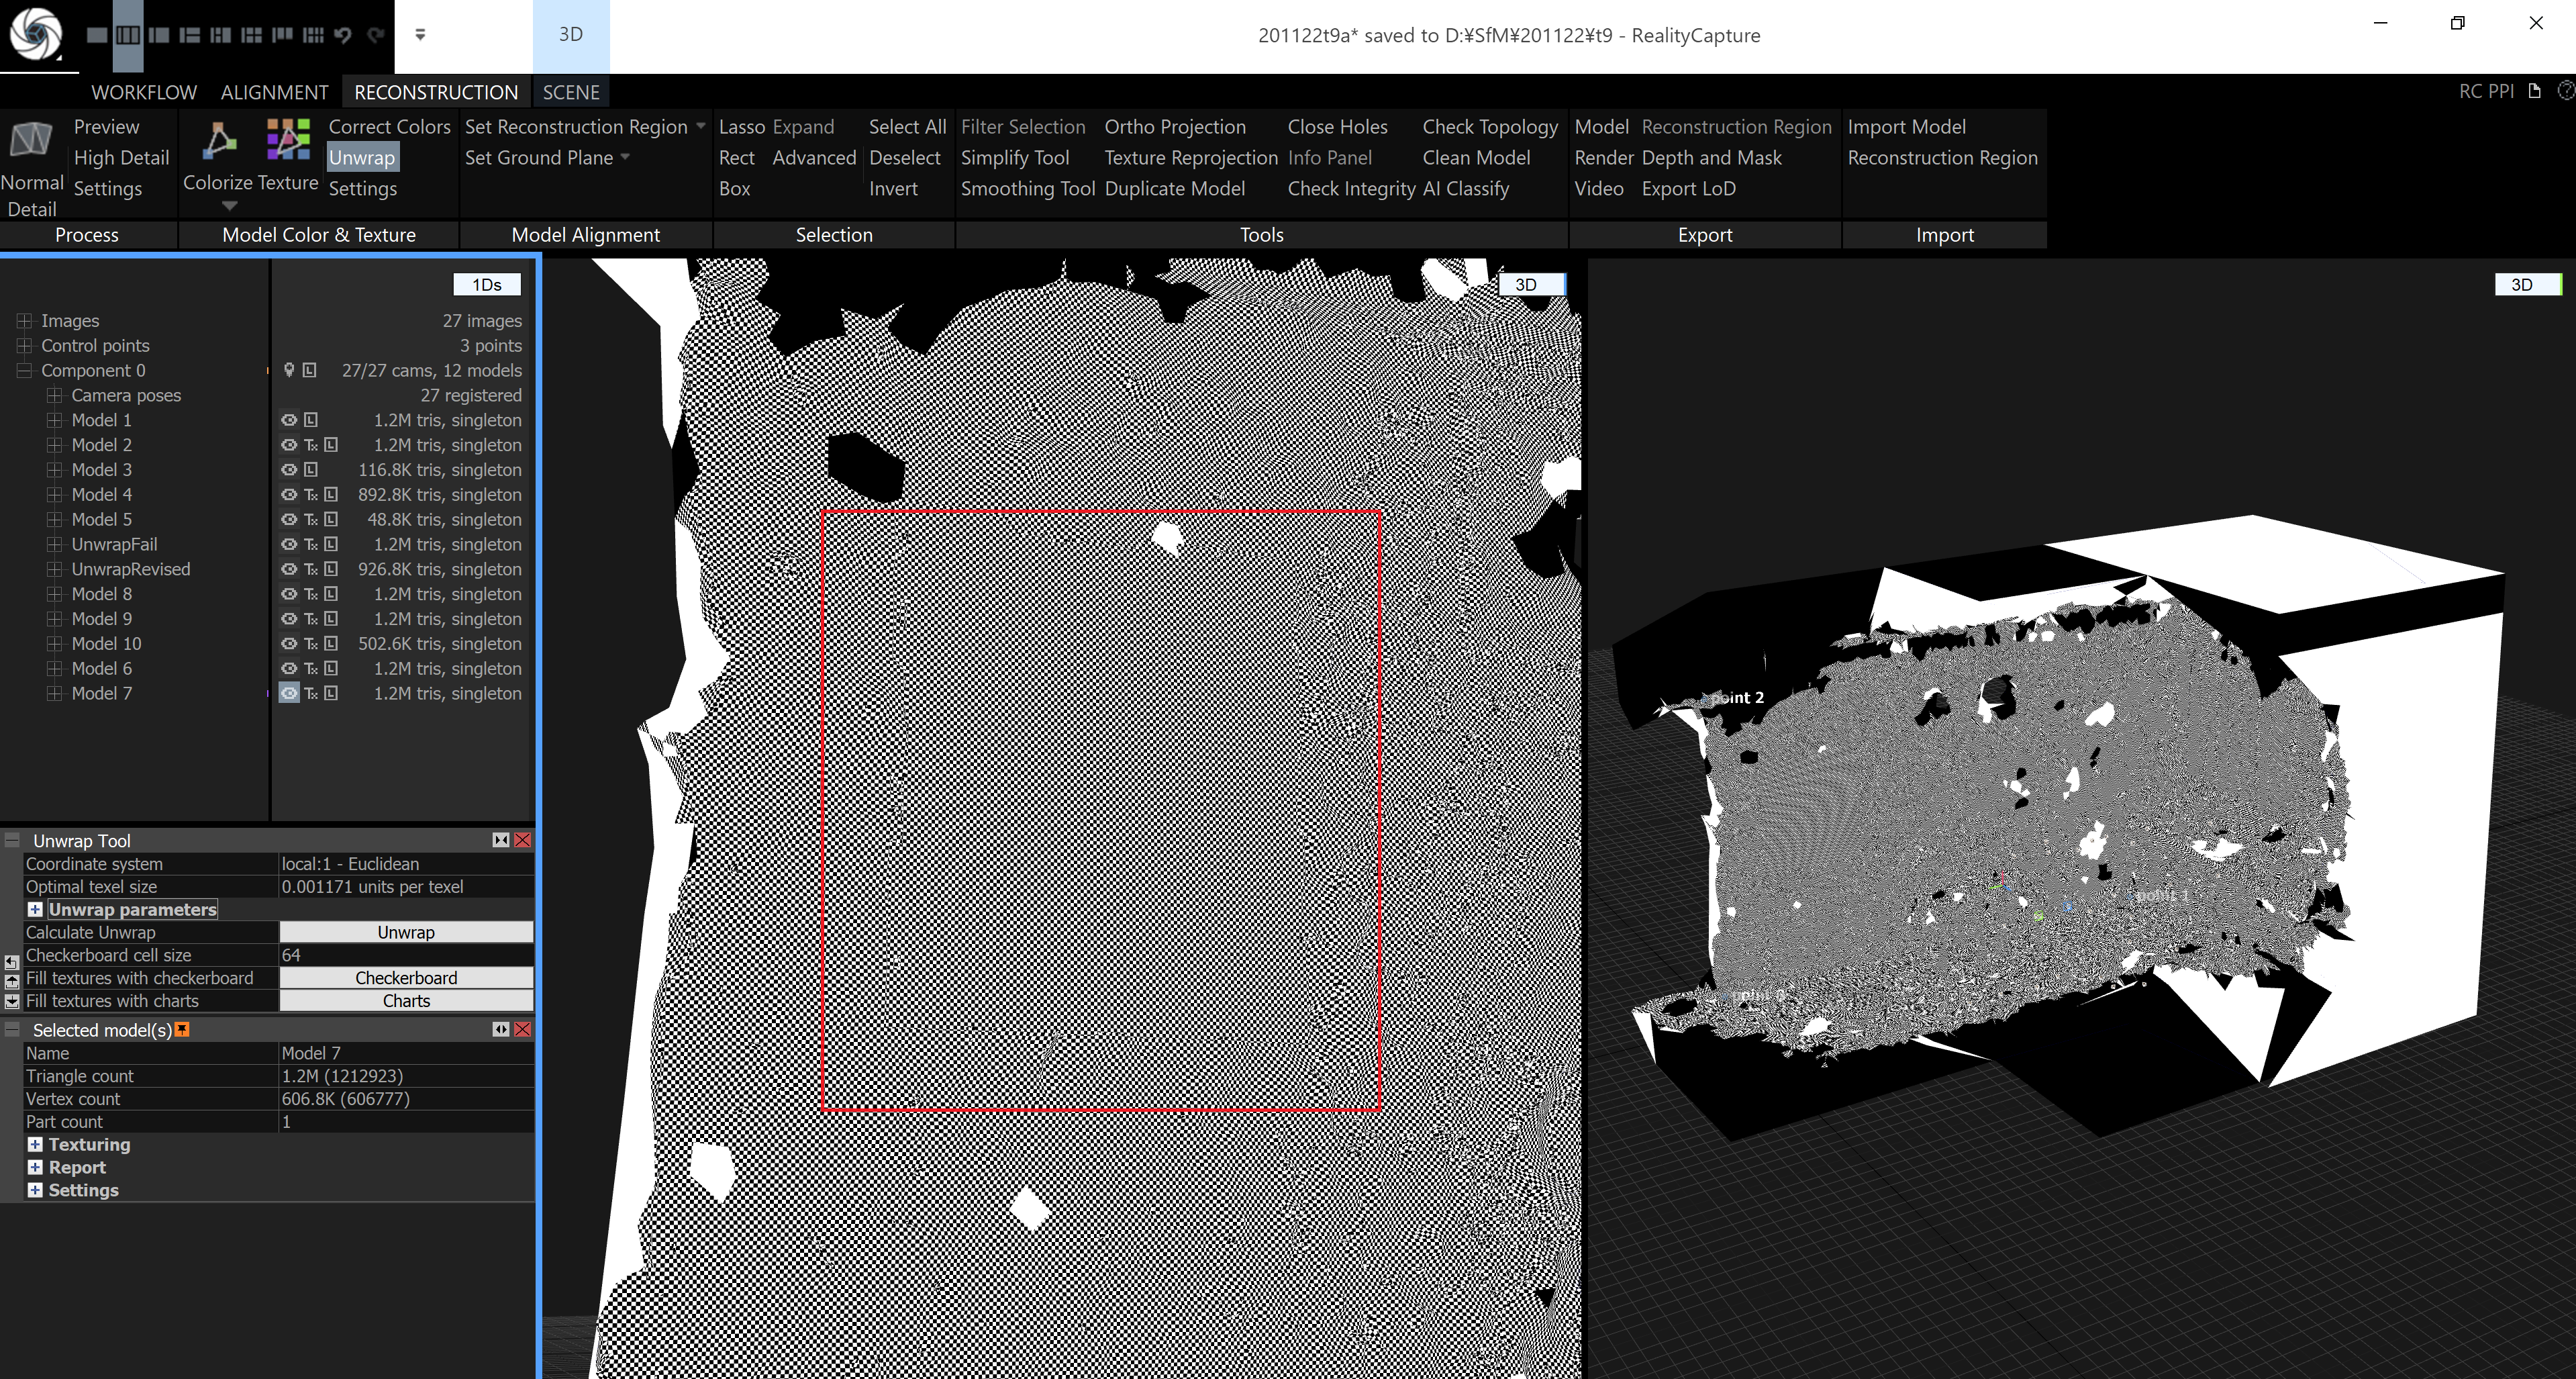 3D
201122t9a* saved to D:¥SfM¥201122¥t9 - RealityCapture
WORKFLOW ALIGNMENT RECONSTRUCTION SCENE
RC PPI
Normal Detail
Preview
High Detail
Settings
Process
Colorize
Texture
Correct Colors
Unwrap
Settings
Model Color & Texture
Set Reconstruction Region
Set Ground Plane
Model Alignment
Lasso Expand Select All
Rect Advanced Deselect
Box Invert
Selection
Filter Selection Ortho Projection Close Holes Check Topology
Simplify Tool Texture Reprojection Info Panel Clean Model
Smoothing Tool Duplicate Model Check Integrity AI Classify
Tools
Model Reconstruction Region
Render Depth and Mask
Video Export LoD
Export
Import Model
Reconstruction Region
Import
1Ds
Images 27 images
Control points 3 points
Component 0 L 27/27 cams, 12 models
Camera poses 27 registered
Model 1 L 1.2M tris, singleton
Model 2 Tx L 1.2M tris, singleton
Model 3 L 116.8K tris, singleton
Model 4 Tx L 892.8K tris, singleton
Model 5 Tx L 48.8K tris, singleton
UnwrapFail Tx L 1.2M tris, singleton
UnwrapRevised Tx L 926.8K tris, singleton
Model 8 Tx L 1.2M tris, singleton
Model 9 Tx L 1.2M tris, singleton
Model 10 Tx L 502.6K tris, singleton
Model 6 Tx L 1.2M tris, singleton
Model 7 Tx L 1.2M tris, singleton
Unwrap Tool
Coordinate system local:1 - Euclidean
Optimal texel size 0.001171 units per texel
Unwrap parameters
Calculate Unwrap Unwrap
Checkerboard cell size 64
Fill textures with checkerboard Checkerboard
Fill textures with charts Charts
Selected model(s)
Name Model 7
Triangle count 1.2M (1212923)
Vertex count 606.8K (606777)
Part count 1
Texturing
Report
Settings
3D
3D
point 2
point 1